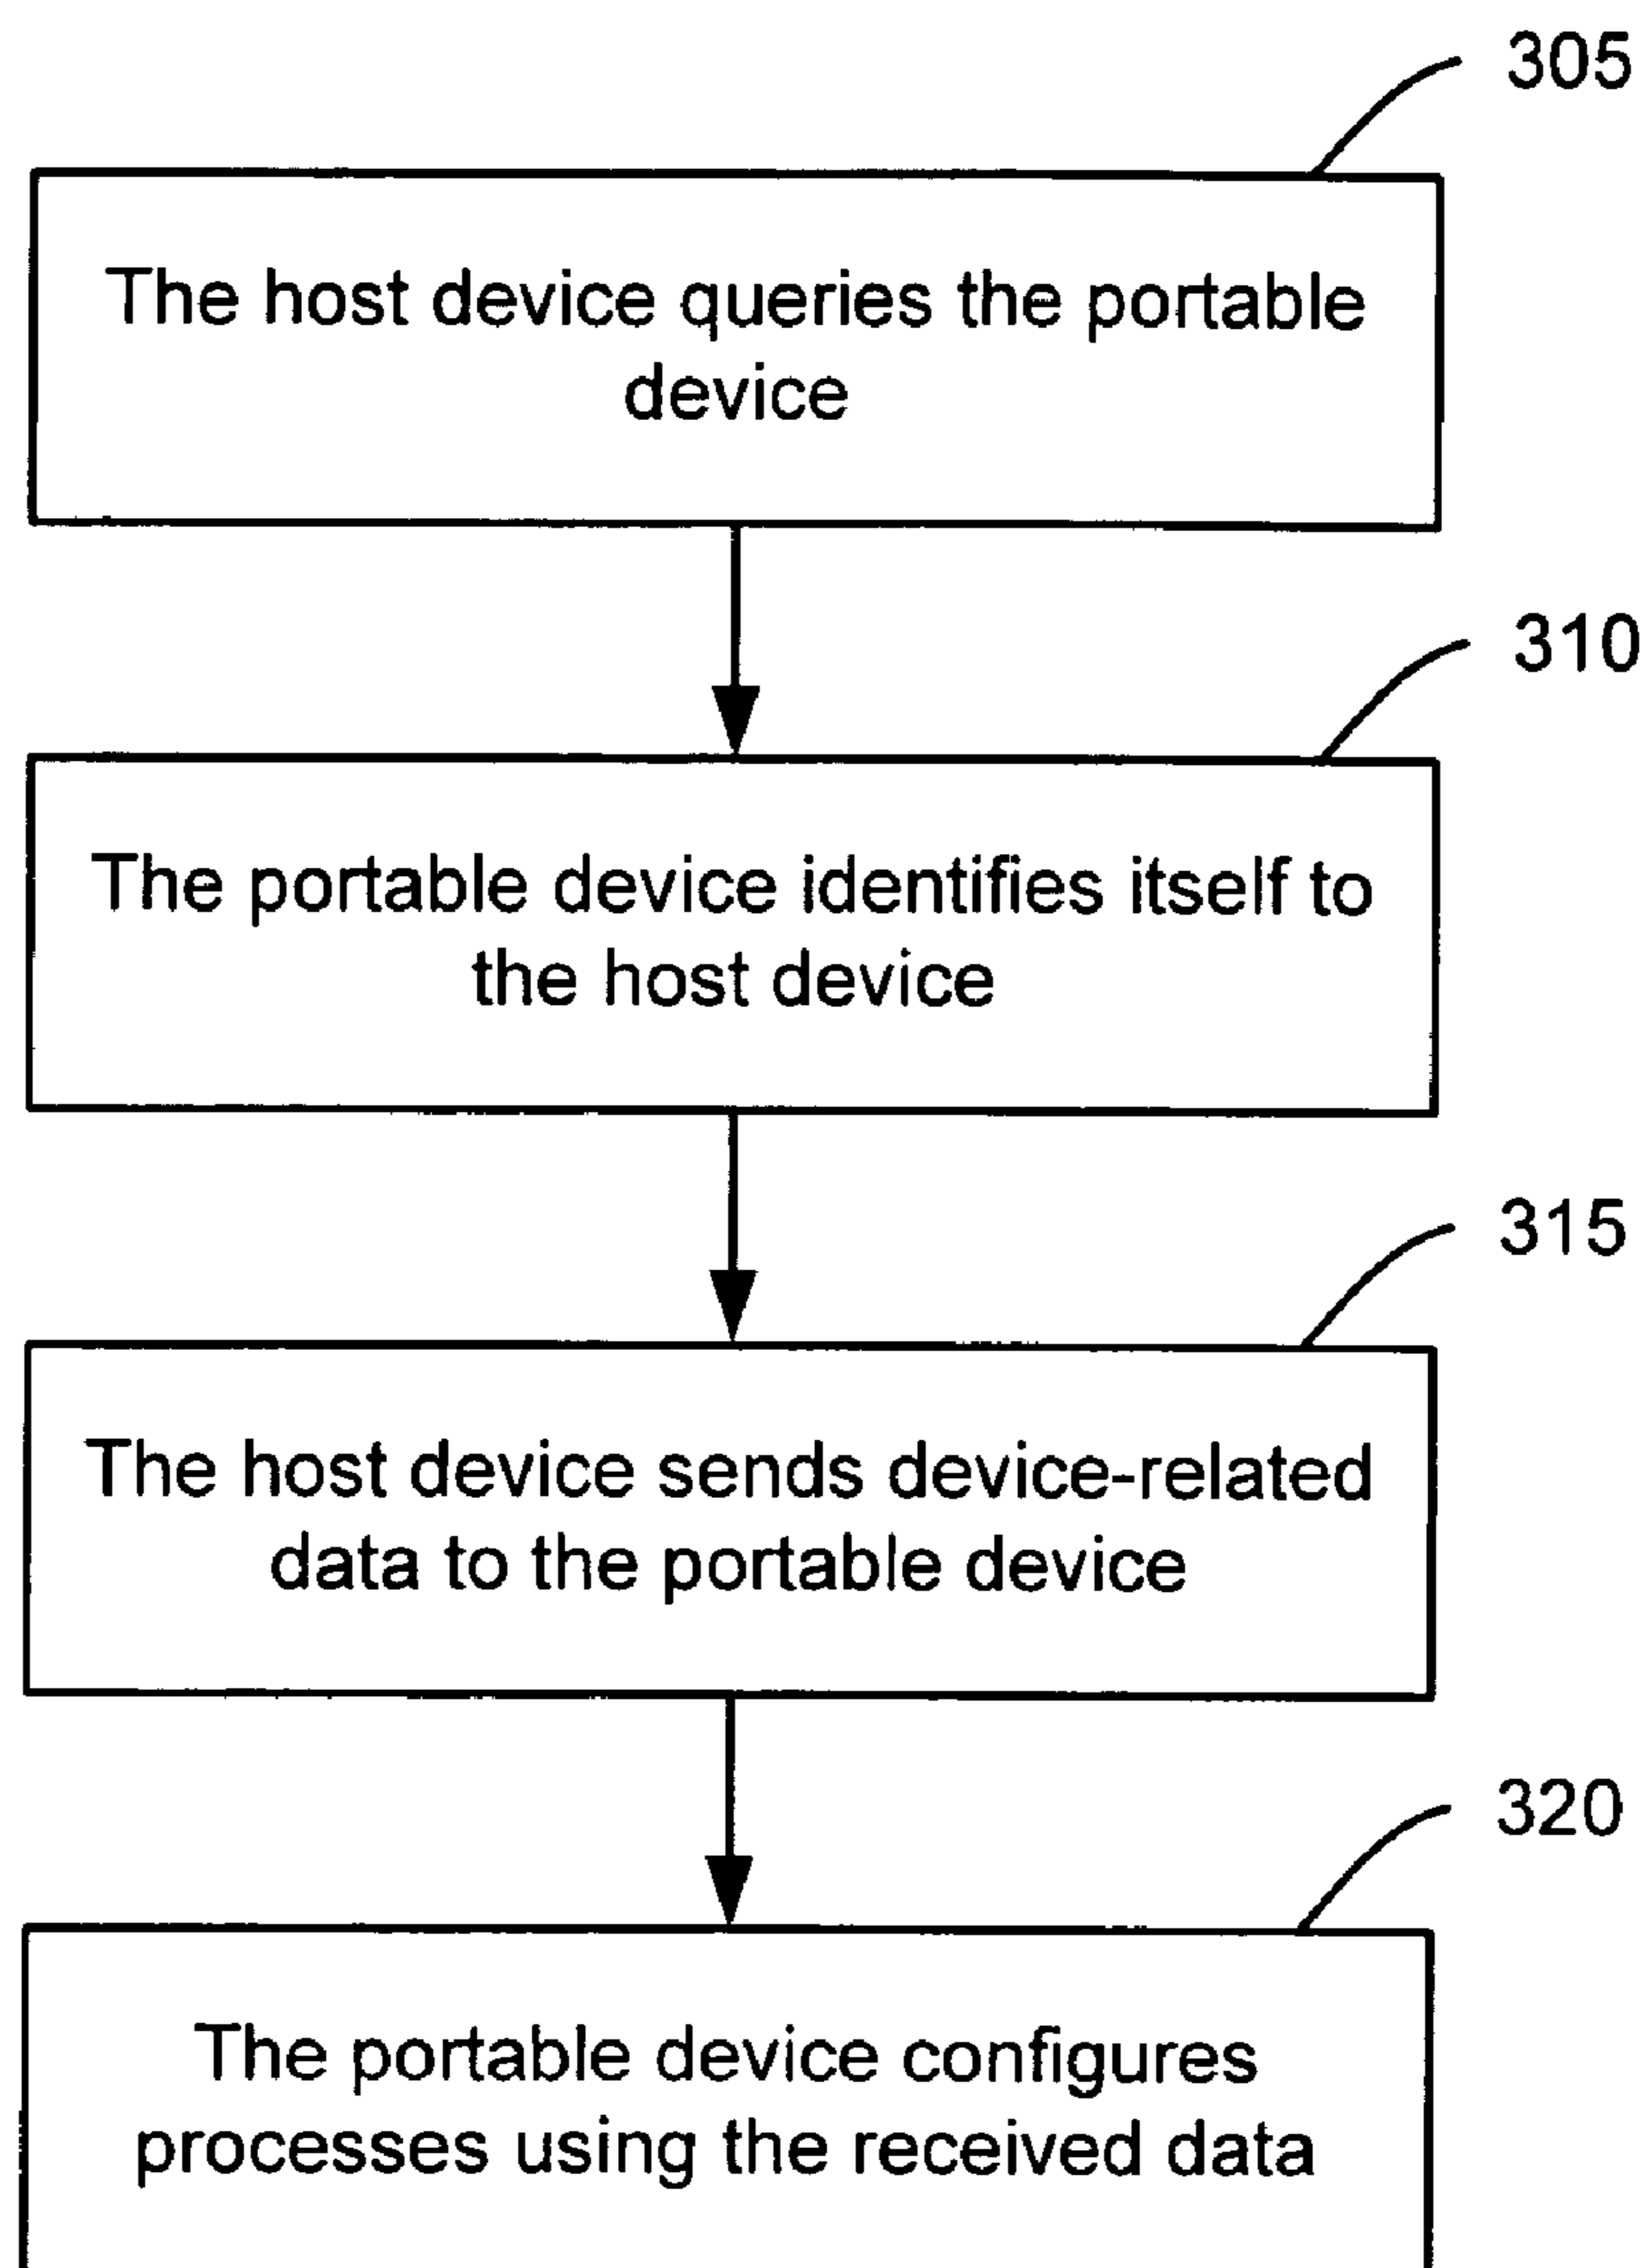 305
The host device queries the portable
device
310
The portable device identifies itself to
the host device
315
The host device sends device-related
data to the portable device
320
The portable device configures
processes using the received data